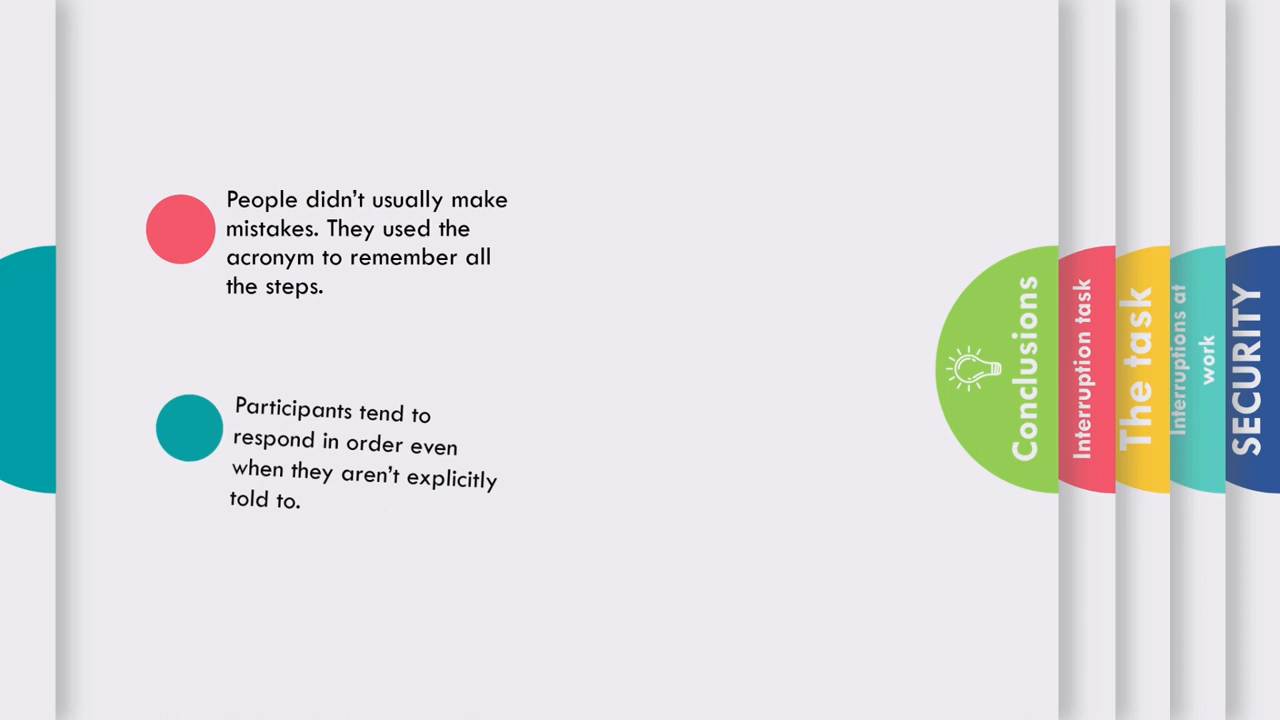 People didn't usually make
mistakes. They used the
acronym to remember all
the steps.
Participants tend to
respond in order even
when they aren't explicitly
told to.
Conclusions
Interruption task
The task
Interruptions at
work
SECURITY